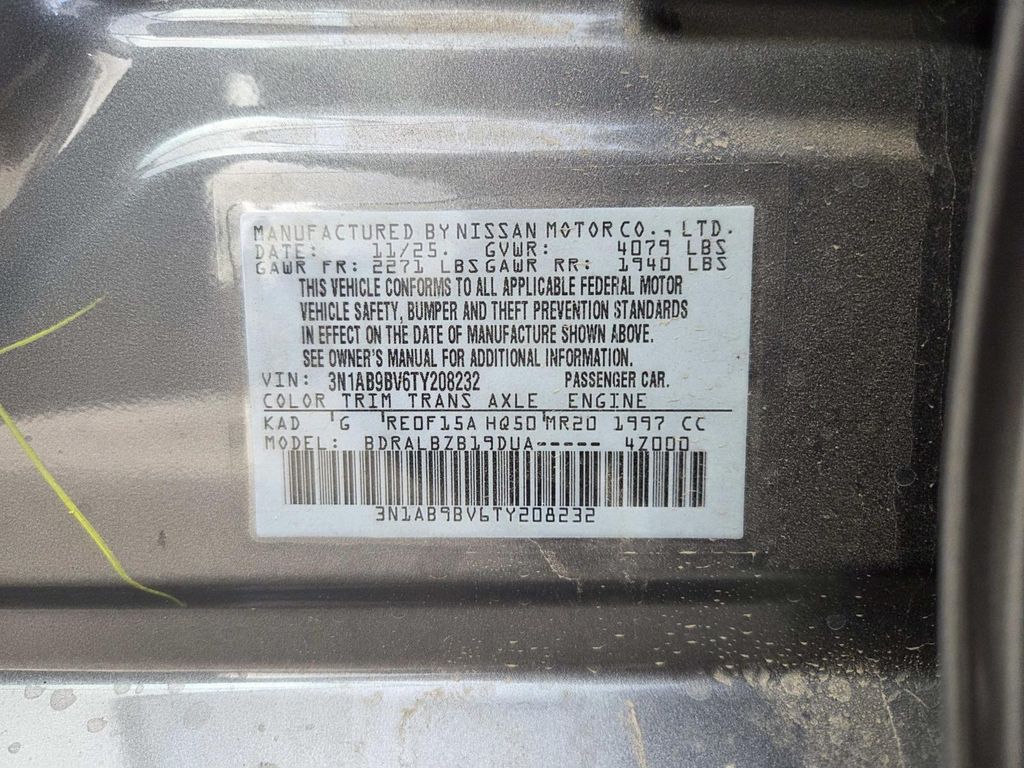 MANUFACTURED BY NISSAN MOTOR CO., LTD.
DATE: 11/25. GVWR: 4079 LBS
GAWR FR: 2271 LBS GAWR RR: 1940 LBS
THIS VEHICLE CONFORMS TO ALL APPLICABLE FEDERAL MOTOR
VEHICLE SAFETY, BUMPER AND THEFT PREVENTION STANDARDS
IN EFFECT ON THE DATE OF MANUFACTURE SHOWN ABOVE.
SEE OWNER'S MANUAL FOR ADDITIONAL INFORMATION.
VIN: 3N1AB9BV6TY208232 PASSENGER CAR.
COLOR TRIM TRANS AXLE ENGINE
KAD G RE0F15A HQ50 MR20 1997 CC
MODEL: BDRALBZB19DUA----- 4Z000
3N1AB9BV6TY208232